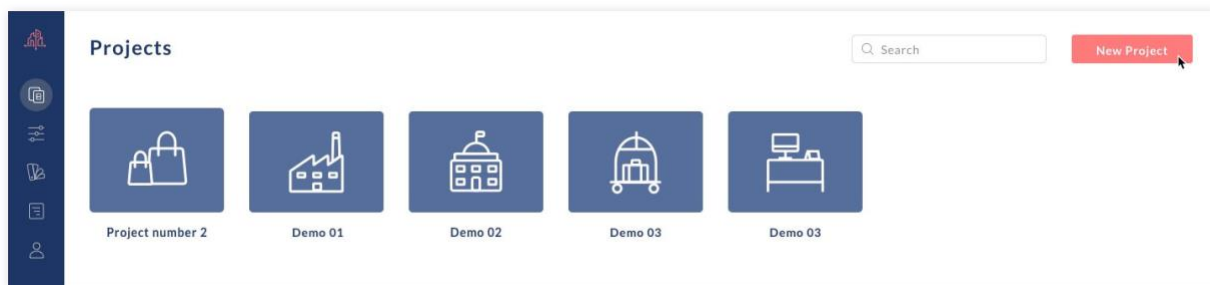 Projects
Search
New Project
Project number 2
Demo 01
Demo 02
Demo 03
Demo 03